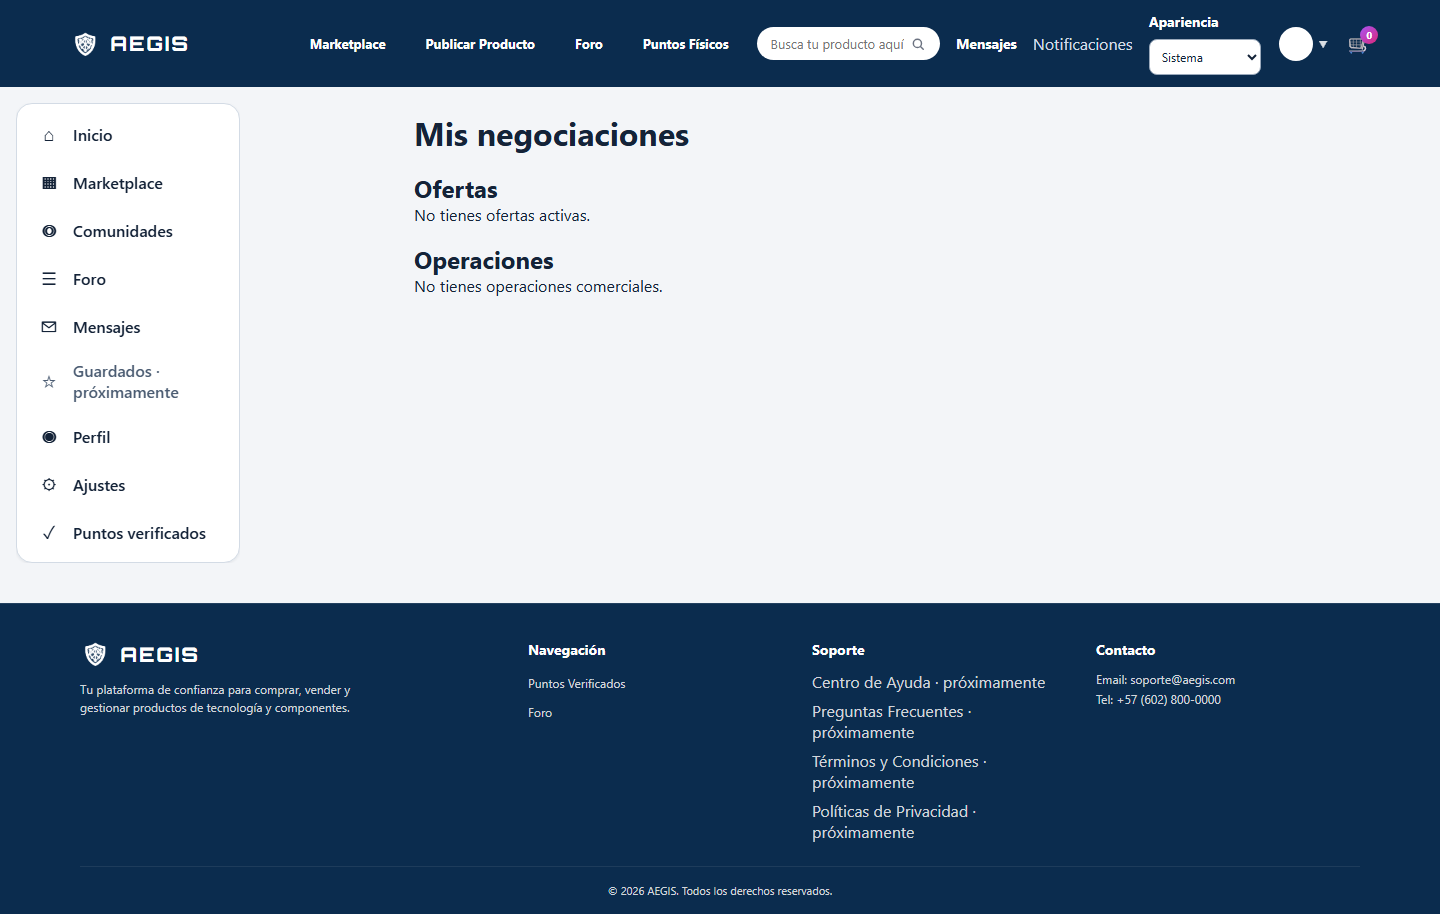 AEGIS
Marketplace
Publicar Producto
Foro
Puntos Físicos
Busca tu producto aquí
Mensajes
Notificaciones
Apariencia
Sistema
0
Inicio
Marketplace
Comunidades
Foro
Mensajes
Guardados ·
próximamente
Perfil
Ajustes
Puntos verificados
Mis negociaciones
Ofertas
No tienes ofertas activas.
Operaciones
No tienes operaciones comerciales.
AEGIS
Tu plataforma de confianza para comprar, vender y
gestionar productos de tecnología y componentes.
Navegación
Puntos Verificados
Foro
Soporte
Centro de Ayuda · próximamente
Preguntas Frecuentes ·
próximamente
Términos y Condiciones ·
próximamente
Políticas de Privacidad ·
próximamente
Contacto
Email: soporte@aegis.com
Tel: +57 (602) 800-0000
© 2026 AEGIS. Todos los derechos reservados.